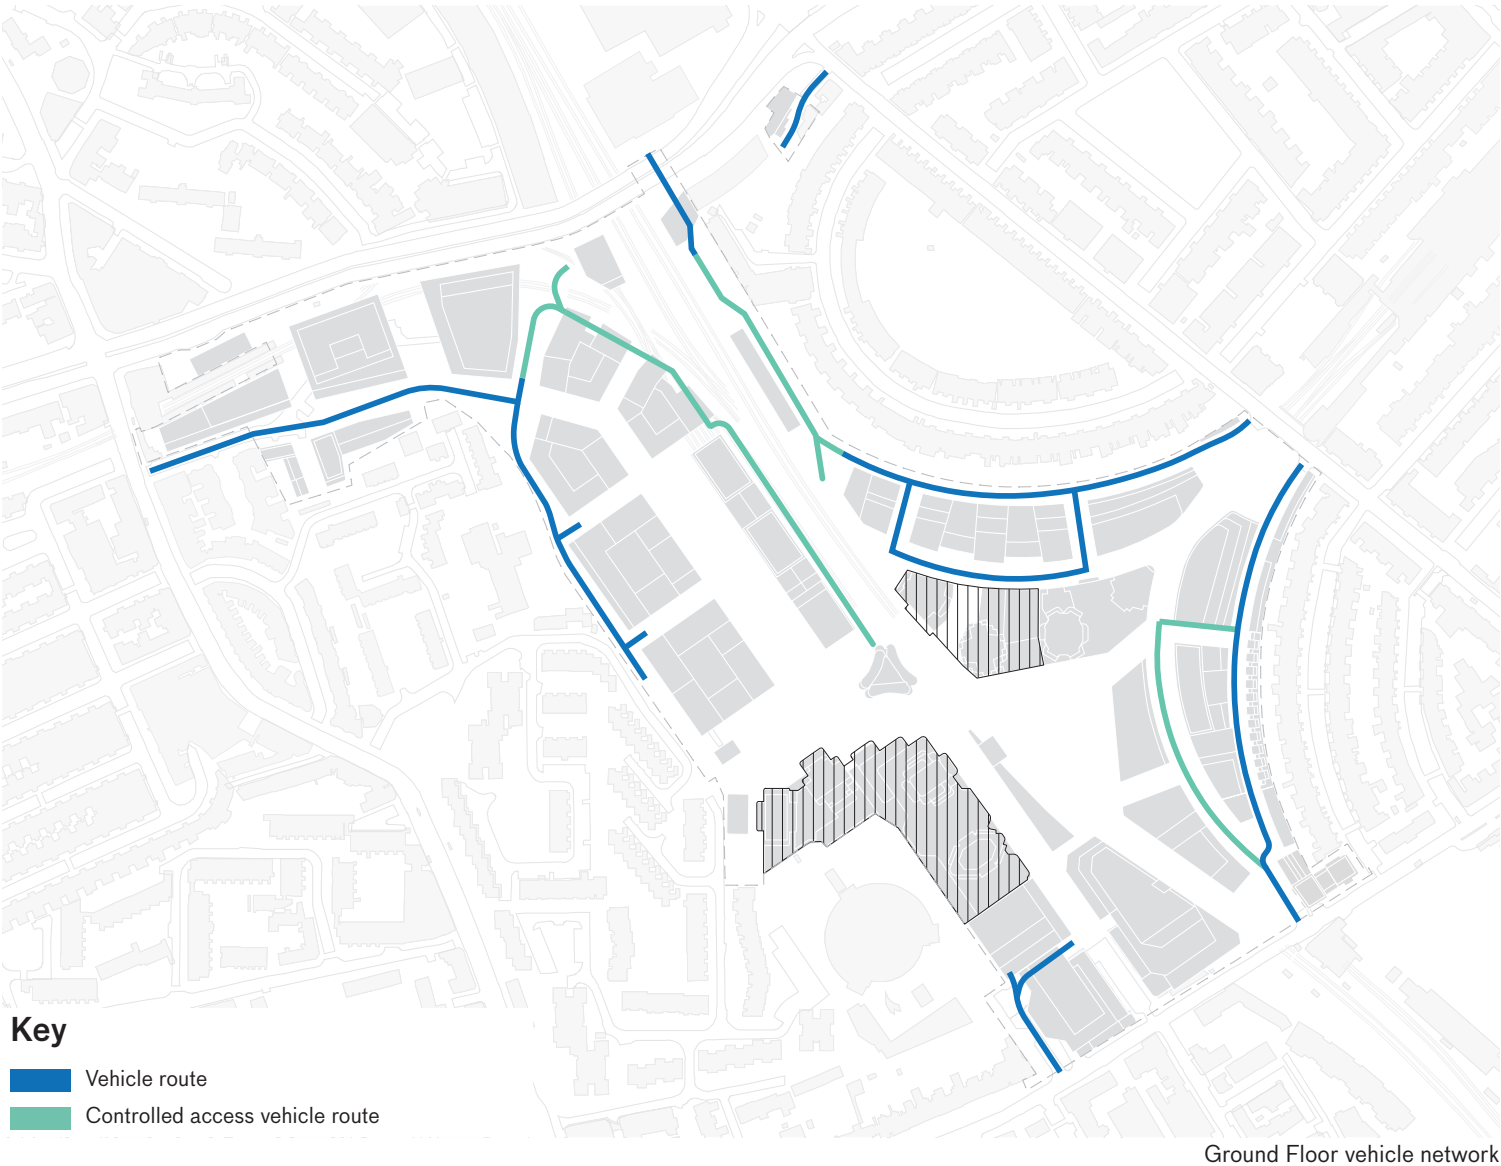 Key
Vehicle route
Controlled access vehicle route
Ground Floor vehicle network